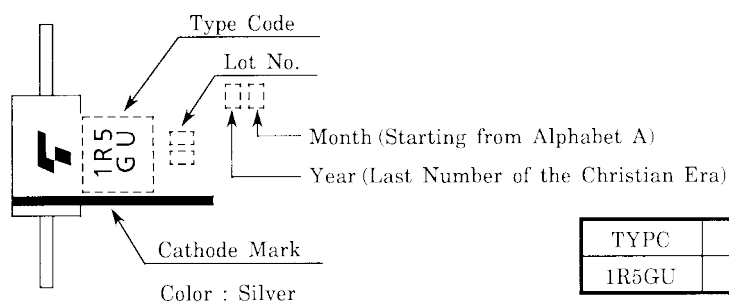 Type Code
Lot No.
1R5
GU
Month (Starting from Alphabet A)
Year (Last Number of the Christian Era)
Cathode Mark
Color : Silver
TYPC
1R5GU